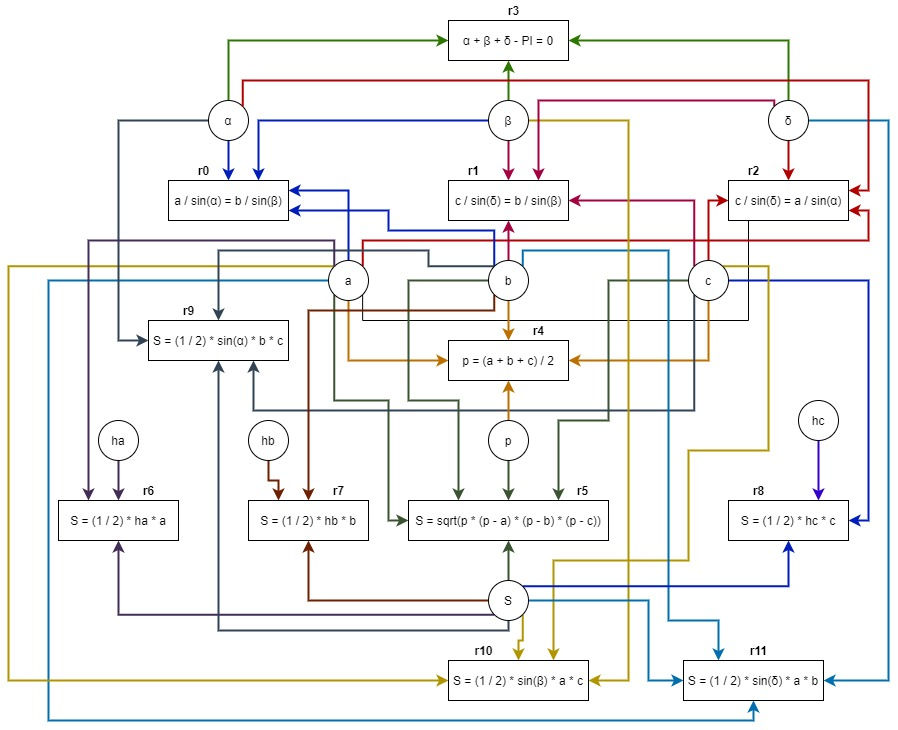 r3
α + β + δ - PI = 0
α
β
δ
r0
r1
r2
a / sin(α) = b / sin(β)
c / sin(δ) = b / sin(β)
c / sin(δ) = a / sin(α)
a
b
c
r9
S = (1 / 2) * sin(α) * b * c
r4
p = (a + b + c) / 2
ha
hb
p
hc
r6
r7
r5
r8
S = (1 / 2) * ha * a
S = (1 / 2) * hb * b
S = sqrt(p * (p - a) * (p - b) * (p - c))
S = (1 / 2) * hc * c
S
r10
r11
S = (1 / 2) * sin(β) * a * c
S = (1 / 2) * sin(δ) * a * b